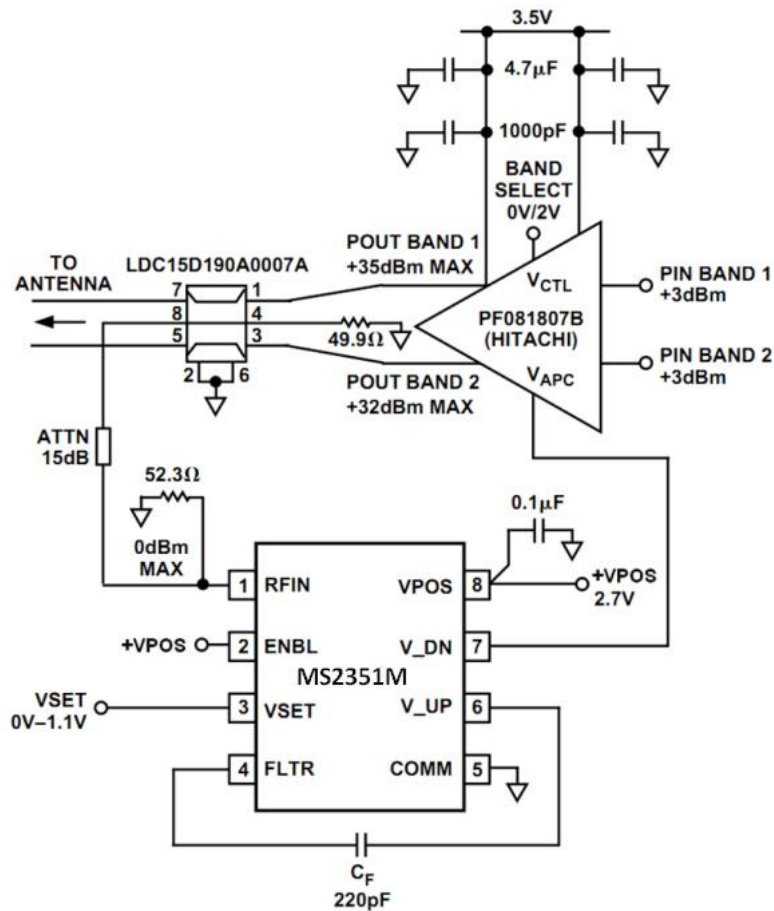 3.5V
4.7µF
1000pF
BAND
SELECT
0V/2V
TO
ANTENNA
LDC15D190A0007A
POUT BAND 1
+35dBm MAX
VCTL
PIN BAND 1
+3dBm
7
1
8
4
5
3
2
6
49.9Ω
PF081807B
(HITACHI)
POUT BAND 2
+32dBm MAX
VAPC
PIN BAND 2
+3dBm
ATTN
15dB
52.3Ω
0dBm
MAX
0.1µF
1
RFIN
VPOS
8
+VPOS
2.7V
+VPOS
2
ENBL
V_DN
7
MS2351M
VSET
0V–1.1V
3
VSET
V_UP
6
4
FLTR
COMM
5
CF
220pF